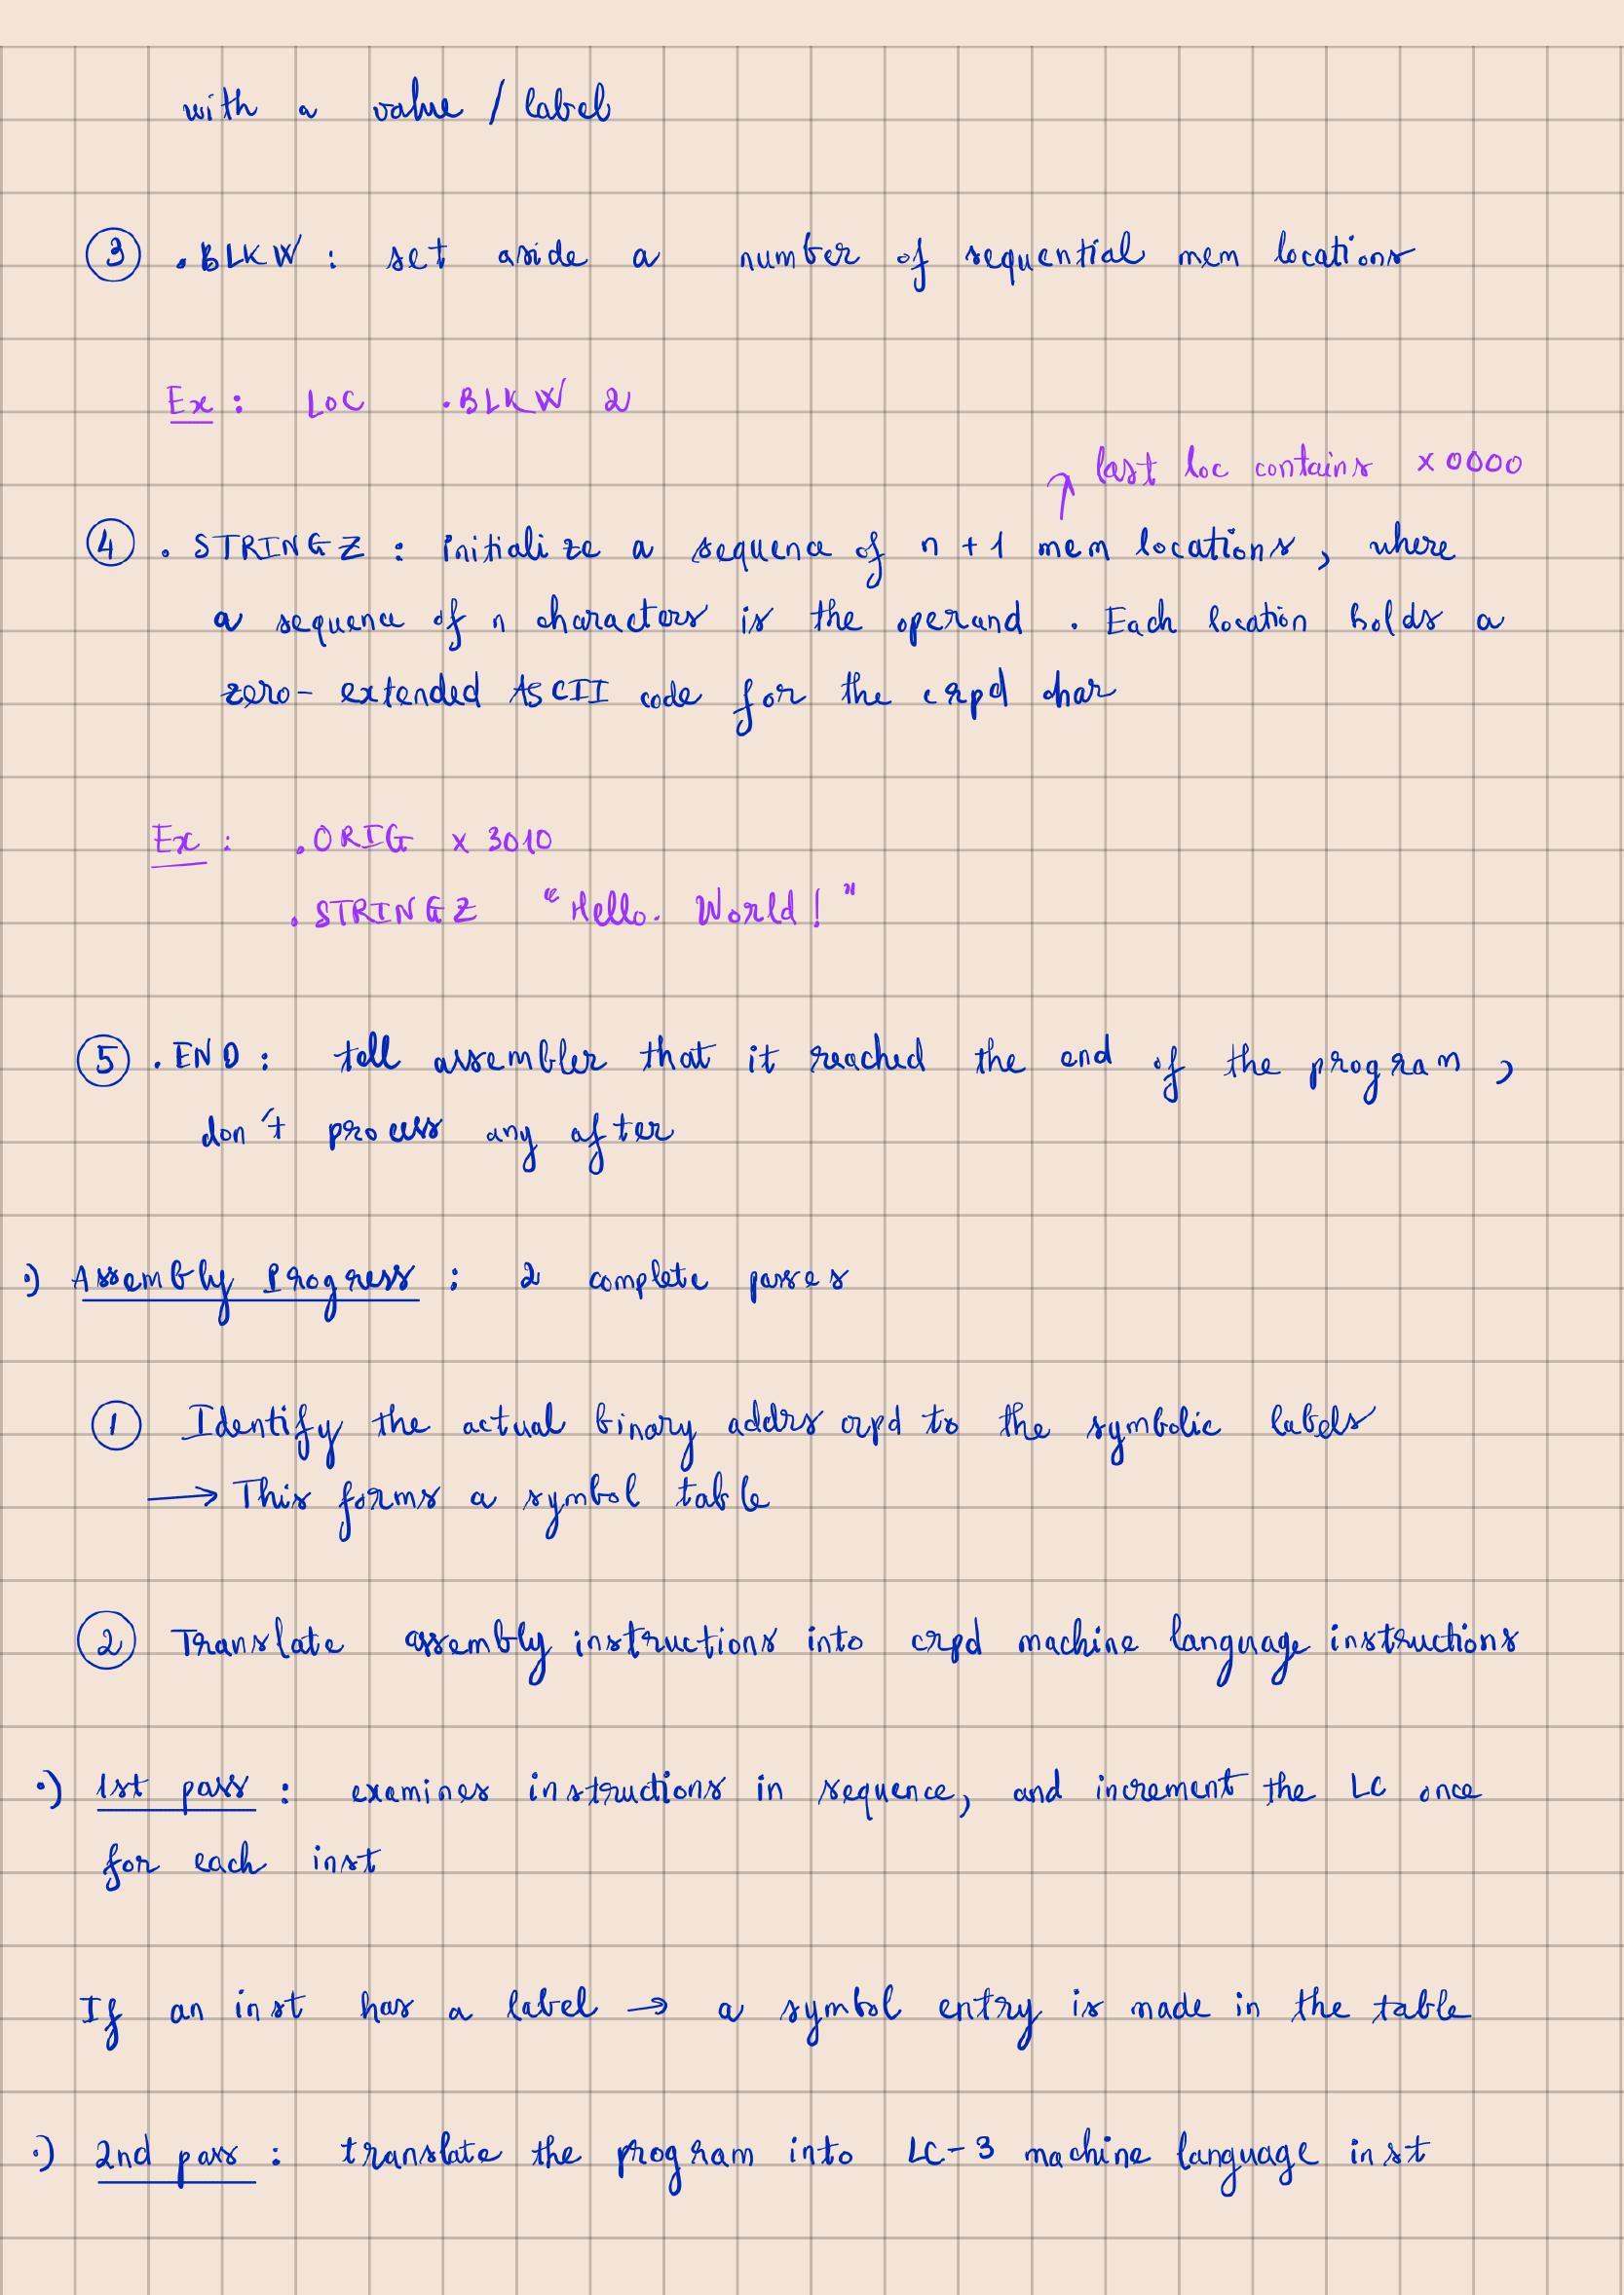 with a value / label
③ .BLKW : set aside a number of sequential mem locations
Ex : LOC .BLKW 2
last loc contains x0000
④ .STRINGZ : initialize a sequence of n + 1 mem locations, where
a sequence of n characters is the operand . Each location holds a
zero- extended ASCII code for the crpd char
Ex : .ORIG x 3010
.STRINGZ "Hello. World!"
⑤ .END : tell assembler that it reached the end of the program ,
don't process any after
•) Assembly Progress : 2 complete passes
① Identify the actual binary addrs crpd to the symbolic labels
→ This forms a symbol table
② Translate assembly instructions into crpd machine language instructions
•) 1st pass : examines instructions in sequence, and increment the LC once
for each inst
If an inst has a label → a symbol entry is made in the table
•) 2nd pass : translate the program into LC-3 machine language inst